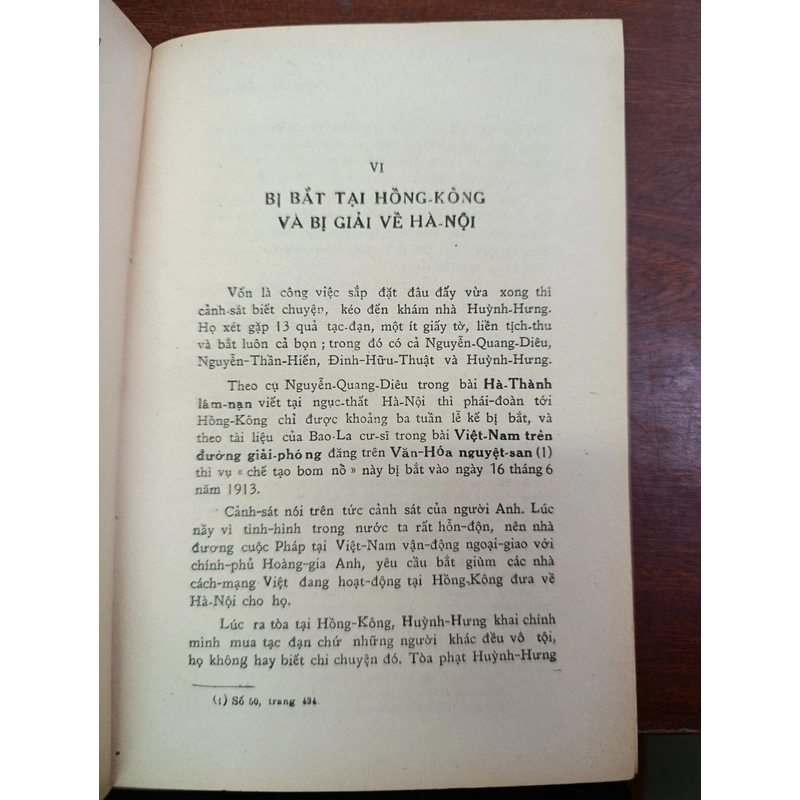 VI
BỊ BẮT TẠI HỒNG-KÔNG
VÀ BỊ GIẢI VỀ HÀ-NỘI
Vốn là công việc sắp đặt đâu đấy vừa xong thì
cảnh-sát biết chuyện, kéo đến khám nhà Huỳnh-Hưng.
Họ xét gặp 13 quả tạc-đạn, một ít giấy tờ, liền tịch-thu
và bắt luôn cả bọn ; trong đó có cả Nguyễn-Quang-Diêu,
Nguyễn-Thần-Hiến, Đinh-Hữu-Thuật và Huỳnh-Hưng.
Theo cụ Nguyễn-Quang-Diêu trong bài Hà-Thành
lâm-nạn viết tại ngục-thất Hà-Nội thì phái-đoàn tới
Hồng-Kông chỉ được khoảng ba tuần lễ kế bị bắt, và
theo tài liệu của Bao-La cư-sĩ trong bài Việt-Nam trên
đường giải-phóng đăng trên Văn-Hóa nguyệt-san (1)
thì vụ « chế tạo bom nổ » này bị bắt vào ngày 16 tháng 6
năm 1913.
Cảnh-sát nói trên tức cảnh sát của người Anh. Lúc
nầy vì tình-hình trong nước ta rất hỗn-độn, nên nhà
đương cuộc Pháp tại Việt-Nam vận-động ngoại-giao với
chính-phủ Hoàng-gia Anh, yêu cầu bắt giùm các nhà
cách-mạng Việt đang hoạt-động tại Hồng-Kông đưa về
Hà-Nội cho họ.
Lúc ra tòa tại Hồng-Kông, Huỳnh-Hưng khai chính
mình mua tạc đạn chứ những người khác đều vô tội,
họ không hay biết chi chuyện đó. Tòa phạt Huỳnh-Hưng
(1) Số 50, trang 434.